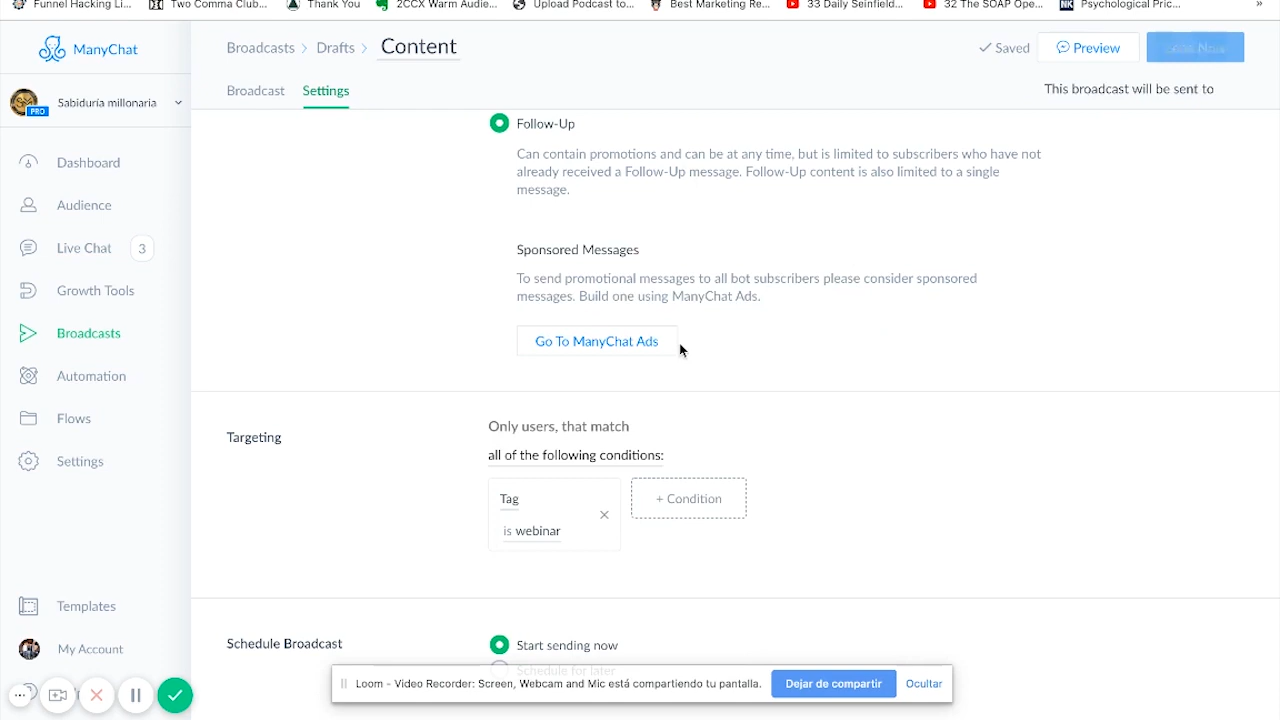 Funnel Hacking Li...
Two Comma Club...
Thank You
2CCX Warm Audie...
Upload Podcast to...
Best Marketing Re...
33 Daily Seinfeld...
32 The SOAP Ope...
NK
Psychological Pric...
»
ManyChat
Broadcasts > Drafts > Content
Saved
Preview
Sabiduría millonaria
PRO
Broadcast
Settings
This broadcast will be sent to
Follow-Up
Can contain promotions and can be at any time, but is limited to subscribers who have not
already received a Follow-Up message. Follow-Up content is also limited to a single
message.
Dashboard
Audience
Live Chat 3
Growth Tools
Broadcasts
Automation
Flows
Settings
Sponsored Messages
To send promotional messages to all bot subscribers please consider sponsored
messages. Build one using ManyChat Ads.
Go To ManyChat Ads
Targeting
Only users, that match
all of the following conditions:
Tag
is webinar
+ Condition
Templates
My Account
Schedule Broadcast
Start sending now
Schedule for later
Loom - Video Recorder: Screen, Webcam and Mic está compartiendo tu pantalla.
Dejar de compartir
Ocultar